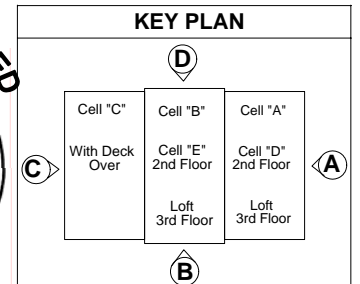 KEY PLAN
D
Cell "C"
With Deck
Over
Cell "B"
Cell "E"
2nd Floor
Loft
3rd Floor
Cell "A"
Cell "D"
2nd Floor
Loft
3rd Floor
C
A
B
ED